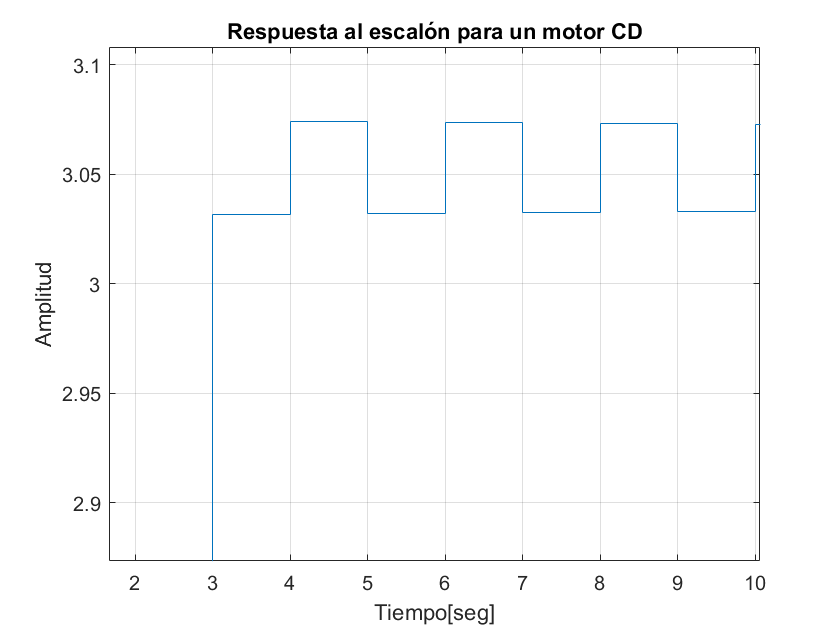 Respuesta al escalón para un motor CD
3.1
3.05
3
2.95
2.9
Amplitud
2 3 4 5 6 7 8 9 10
Tiempo[seg]